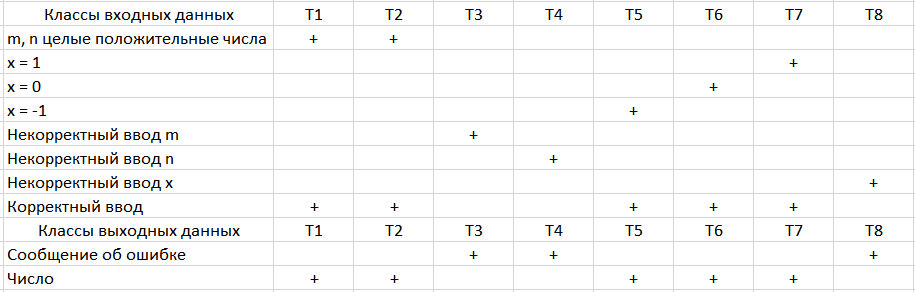 Классы входных данных T1 T2 T3 T4 T5 T6 T7 T8
m, n целые положительные числа + +
x = 1 +
x = 0 +
x = -1 +
Некорректный ввод m +
Некорректный ввод n +
Некорректный ввод x +
Корректный ввод + + + + +
Классы выходных данных T1 T2 T3 T4 T5 T6 T7 T8
Сообщение об ошибке + + +
Число + + + + +